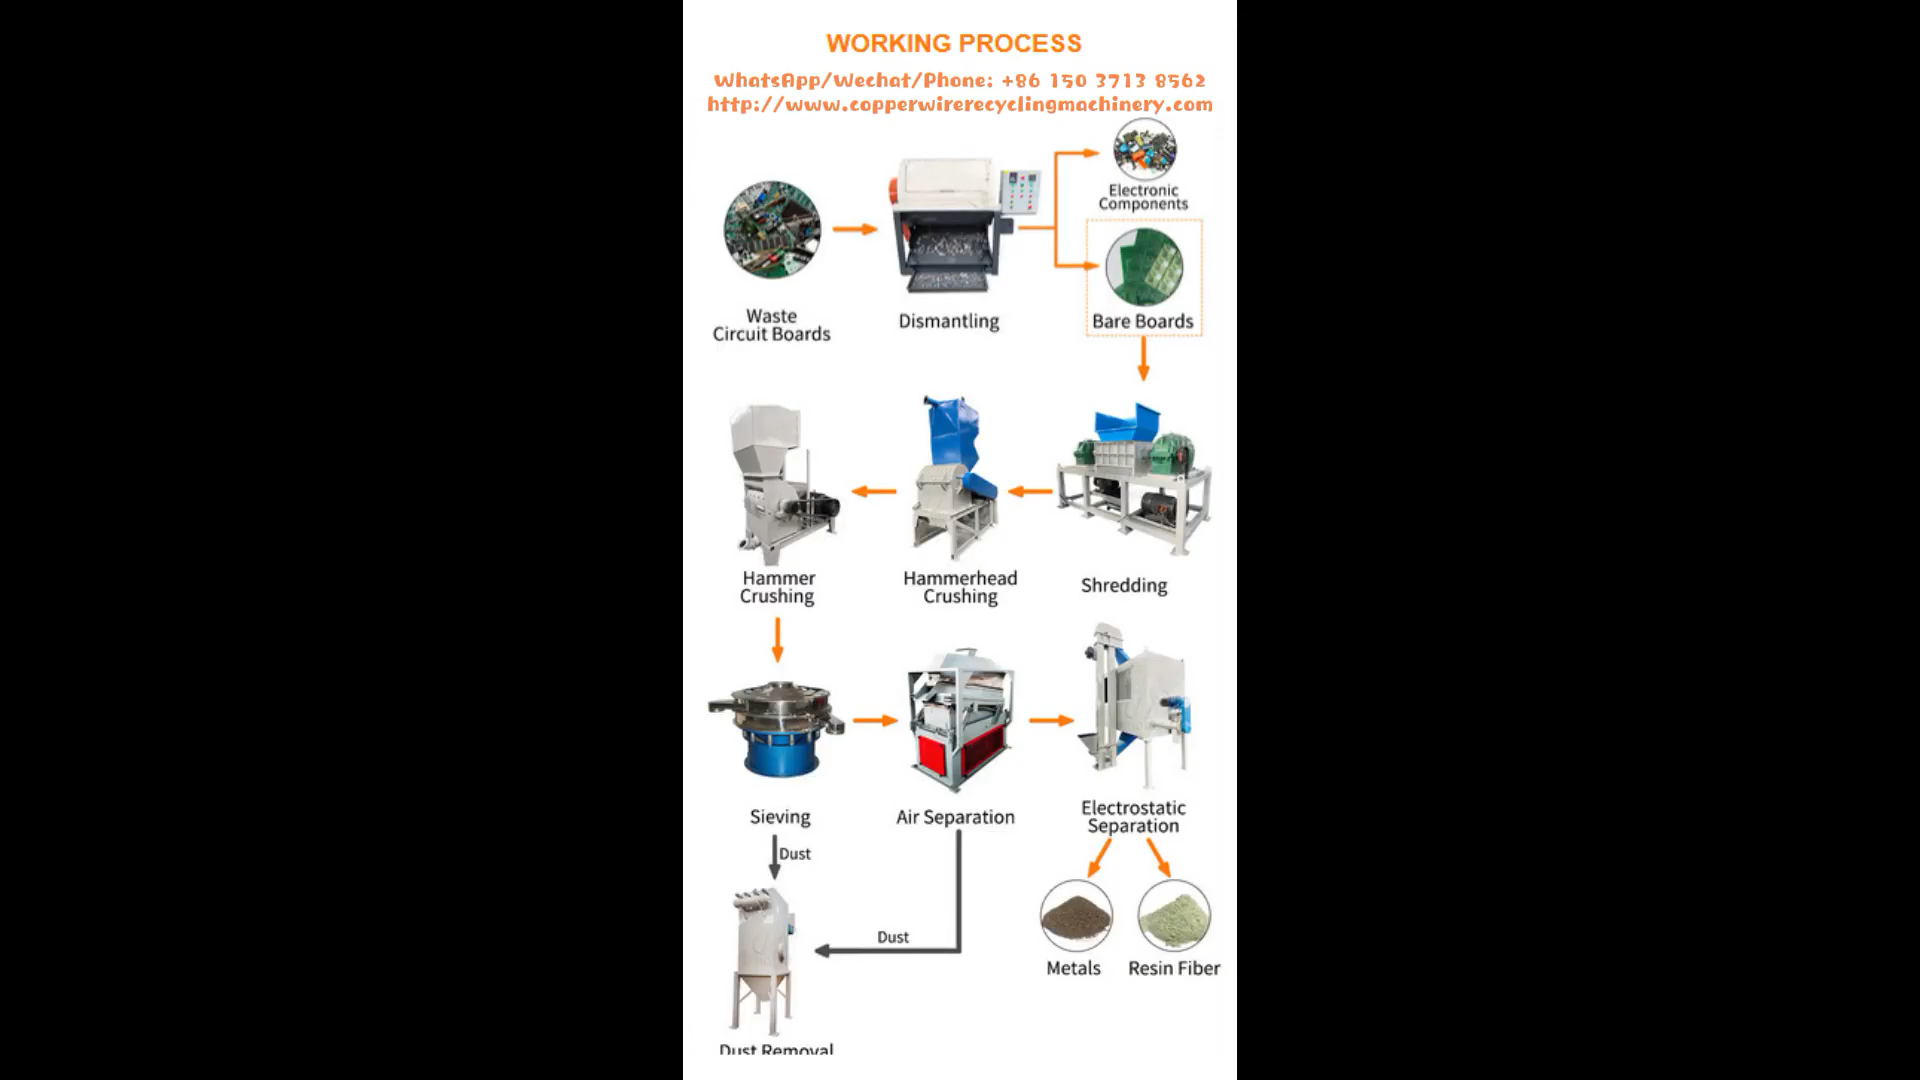 WORKING PROCESS
WhatsApp/Wechat/Phone: +86 150 3713 8562
http://www.copperwirerecyclingmachinery.com
Electronic
Components
Waste
Circuit Boards
Dismantling
Bare Boards
Hammer
Crushing
Hammerhead
Crushing
Shredding
Sieving
Air Separation
Electrostatic
Separation
Dust
Dust
Metals
Resin Fiber
Dust Removal